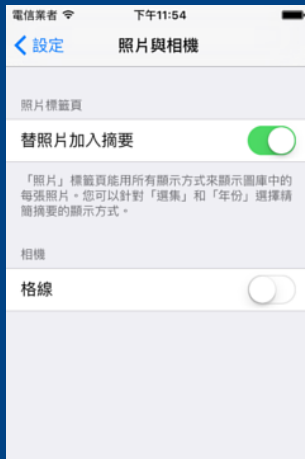 電信業者 下午11:54
設定 照片與相機
照片標籤頁
替照片加入摘要
「照片」標籤頁能用所有顯示方式來顯示圖庫中的
每張照片。您可以針對「選集」和「年份」選擇精
簡摘要的顯示方式。
相機
格線